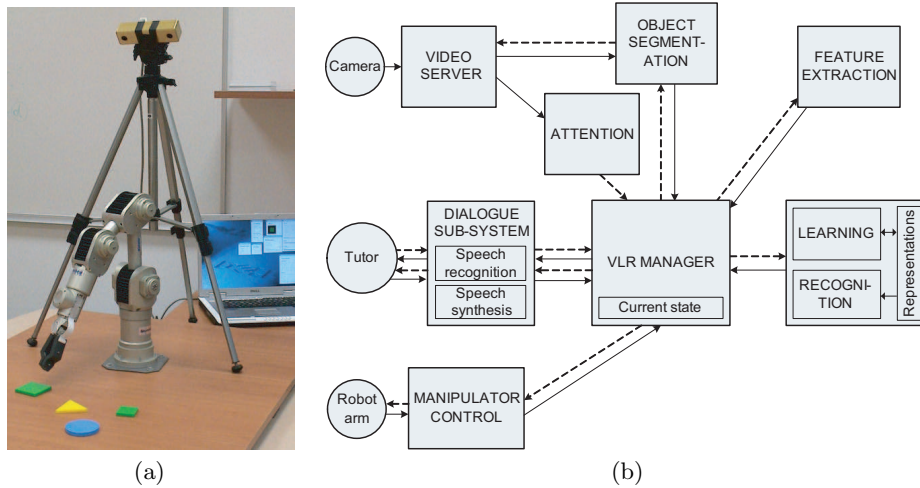 OBJECT
SEGMENT-
ATION
VIDEO
SERVER
Camera
FEATURE
EXTRACTION
ATTENTION
DIALOGUE
SUB-SYSTEM
Speech
recognition
Speech
synthesis
Tutor
VLR MANAGER
Current state
LEARNING
RECOGNI-
TION
Representations
Robot
arm
MANIPULATOR
CONTROL
(a)
(b)